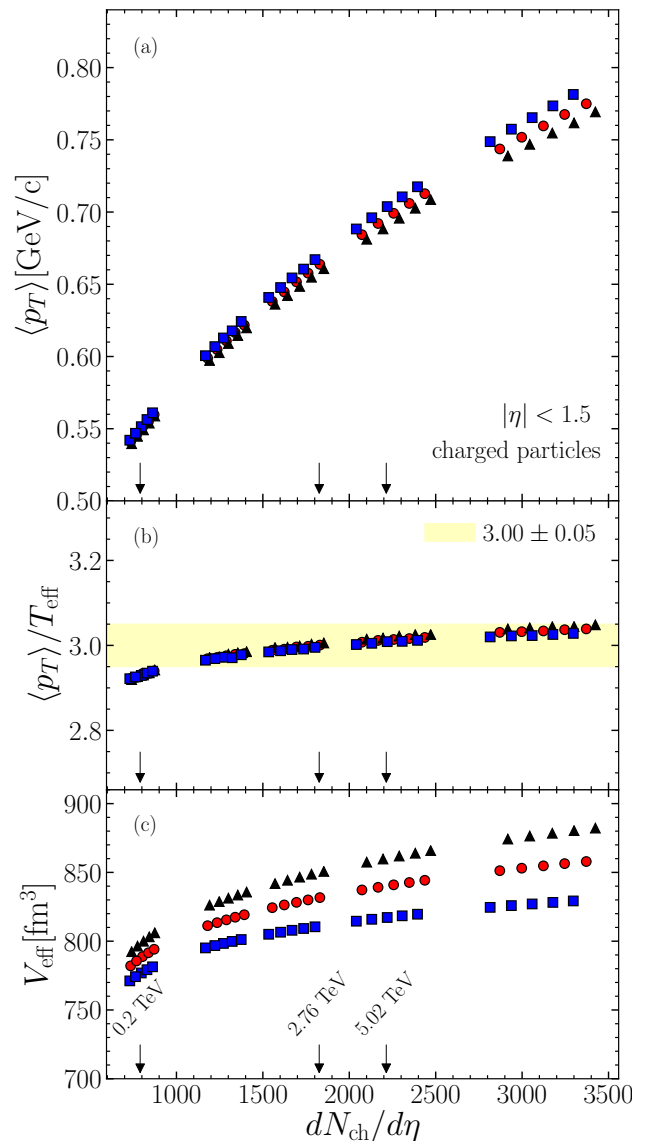 (a)
0.80
0.75
0.70
0.65
0.60
0.55
0.50
⟨p_T⟩[GeV/c]
|η| < 1.5
charged particles
(b)
3.00 ± 0.05
3.2
3.0
2.8
⟨p_T⟩/T_eff
(c)
900
850
800
750
700
V_eff[fm³]
0.2 TeV
2.76 TeV
5.02 TeV
1000 1500 2000 2500 3000 3500
dN_ch/dη